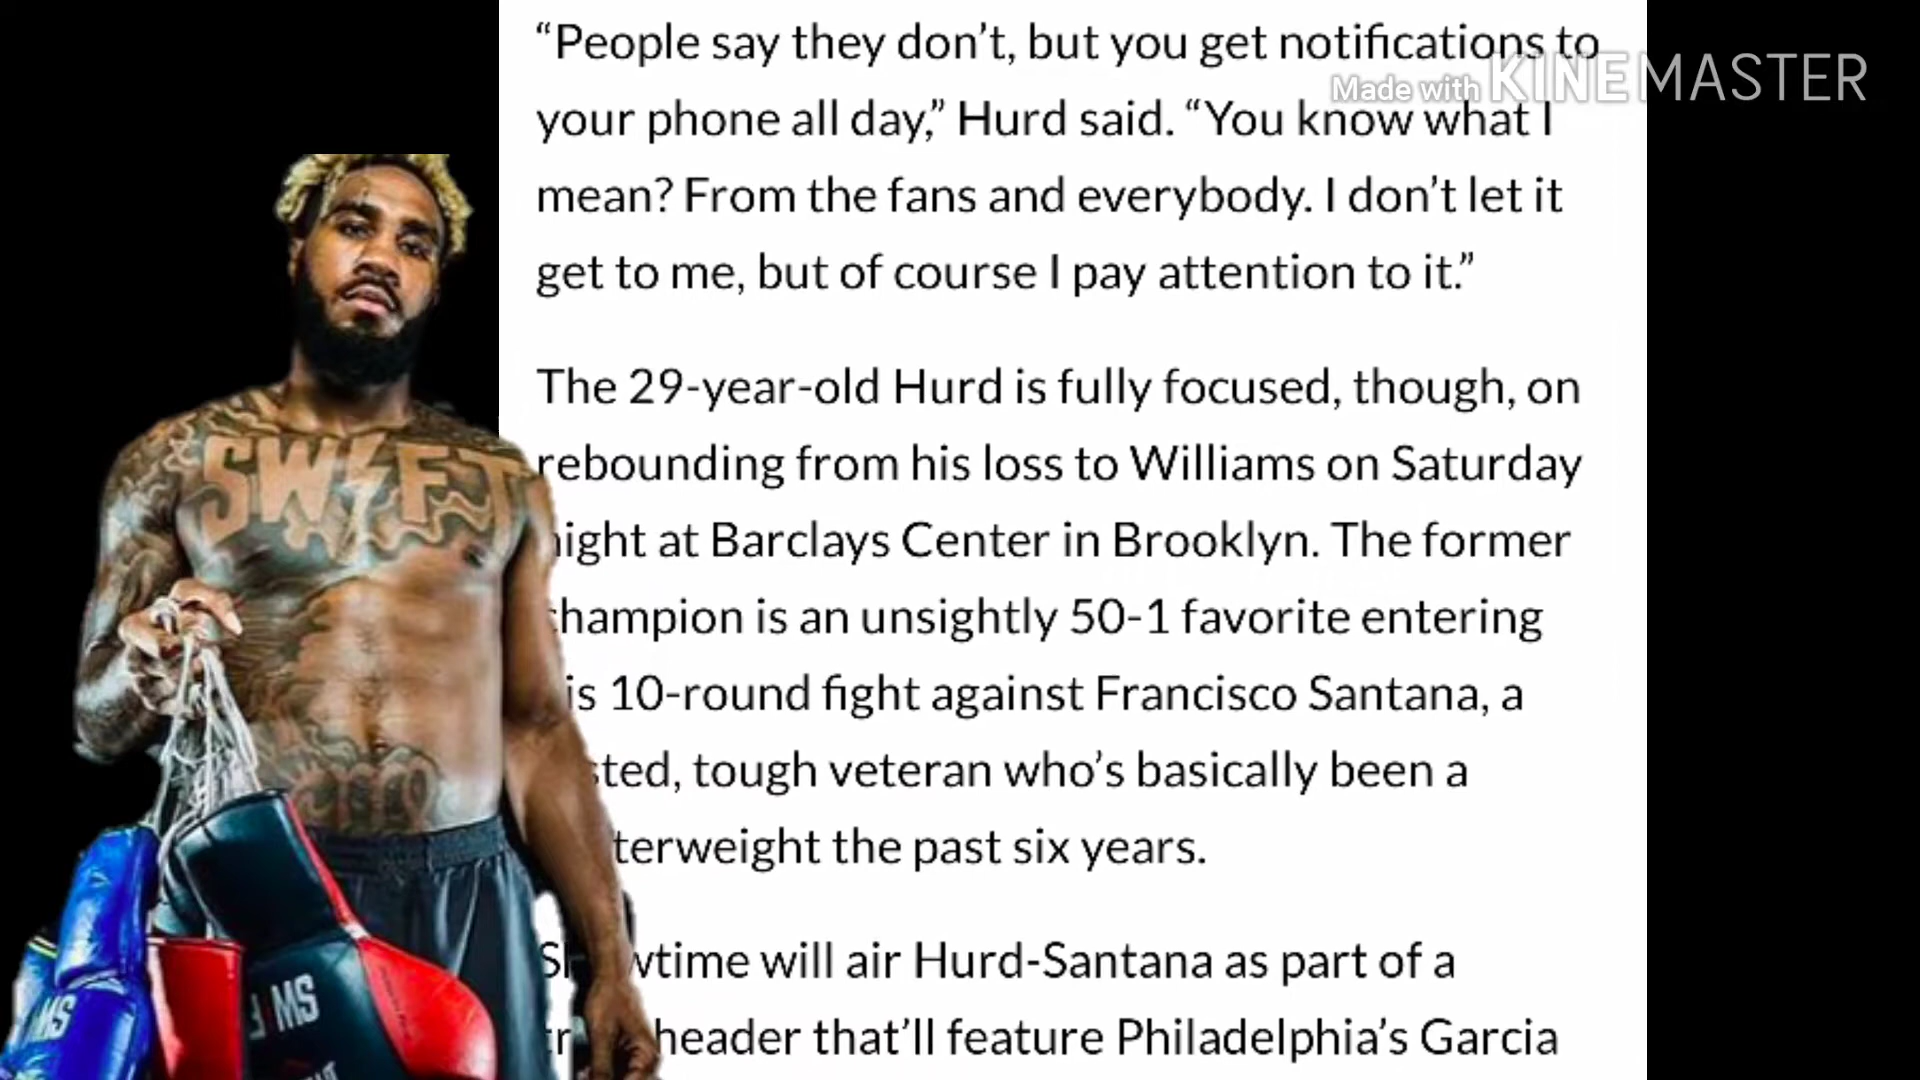 “People say they don’t, but you get notifications to
Made with KINEMASTER
your phone all day,” Hurd said. “You know what I
mean? From the fans and everybody. I don’t let it
get to me, but of course I pay attention to it.”
The 29-year-old Hurd is fully focused, though, on
rebounding from his loss to Williams on Saturday
night at Barclays Center in Brooklyn. The former
champion is an unsightly 50-1 favorite entering
is 10-round fight against Francisco Santana, a
sted, tough veteran who’s basically been a
terweight the past six years.
Showtime will air Hurd-Santana as part of a
header that’ll feature Philadelphia’s Garcia
SWIFT
MS
SW